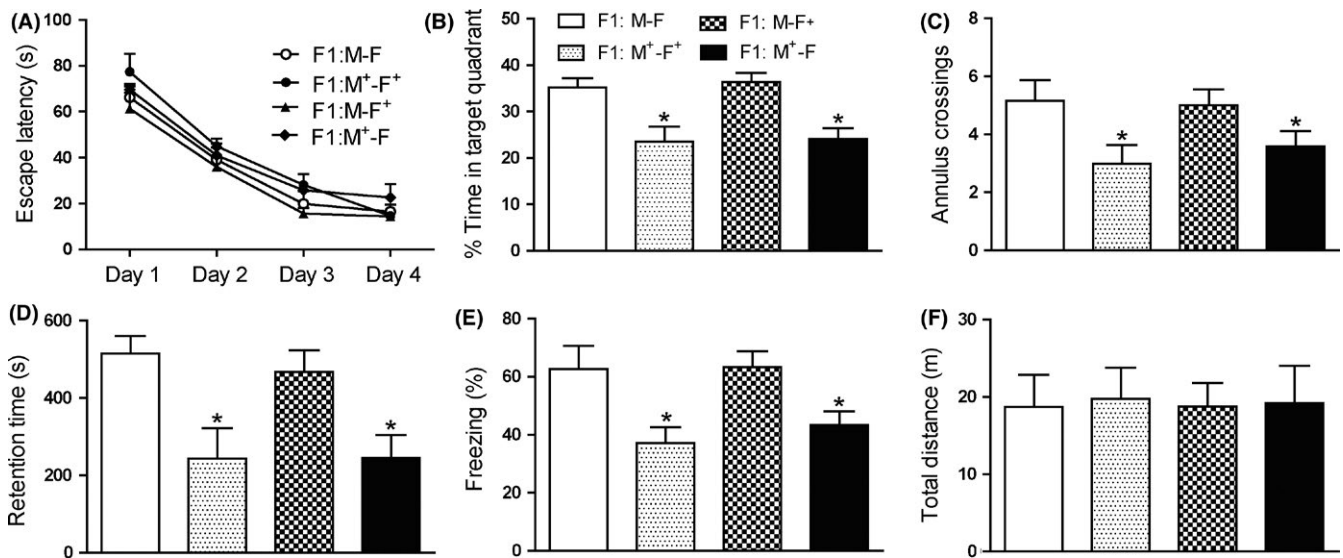 (A)
Escape latency (s)
100
80
60
40
20
0
Day 1 Day 2 Day 3 Day 4
F1:M-F
F1:M⁺-F⁺
F1:M-F⁺
F1:M⁺-F
(B)
% Time in target quadrant
50
40
30
20
10
0
F1: M-F
F1: M-F+
F1: M⁺-F⁺
F1: M⁺-F
*
*
(C)
Annulus crossings
8
6
4
2
0
*
*
(D)
Retention time (s)
600
400
200
0
*
*
(E)
Freezing (%)
80
60
40
20
0
*
*
(F)
Total distance (m)
30
20
10
0